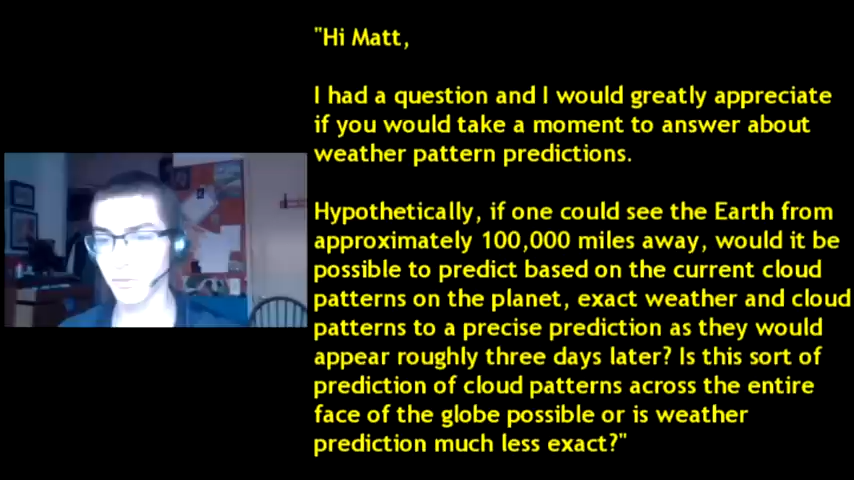 "Hi Matt,
I had a question and I would greatly appreciate
if you would take a moment to answer about
weather pattern predictions.
Hypothetically, if one could see the Earth from
approximately 100,000 miles away, would it be
possible to predict based on the current cloud
patterns on the planet, exact weather and cloud
patterns to a precise prediction as they would
appear roughly three days later? Is this sort of
prediction of cloud patterns across the entire
face of the globe possible or is weather
prediction much less exact?"